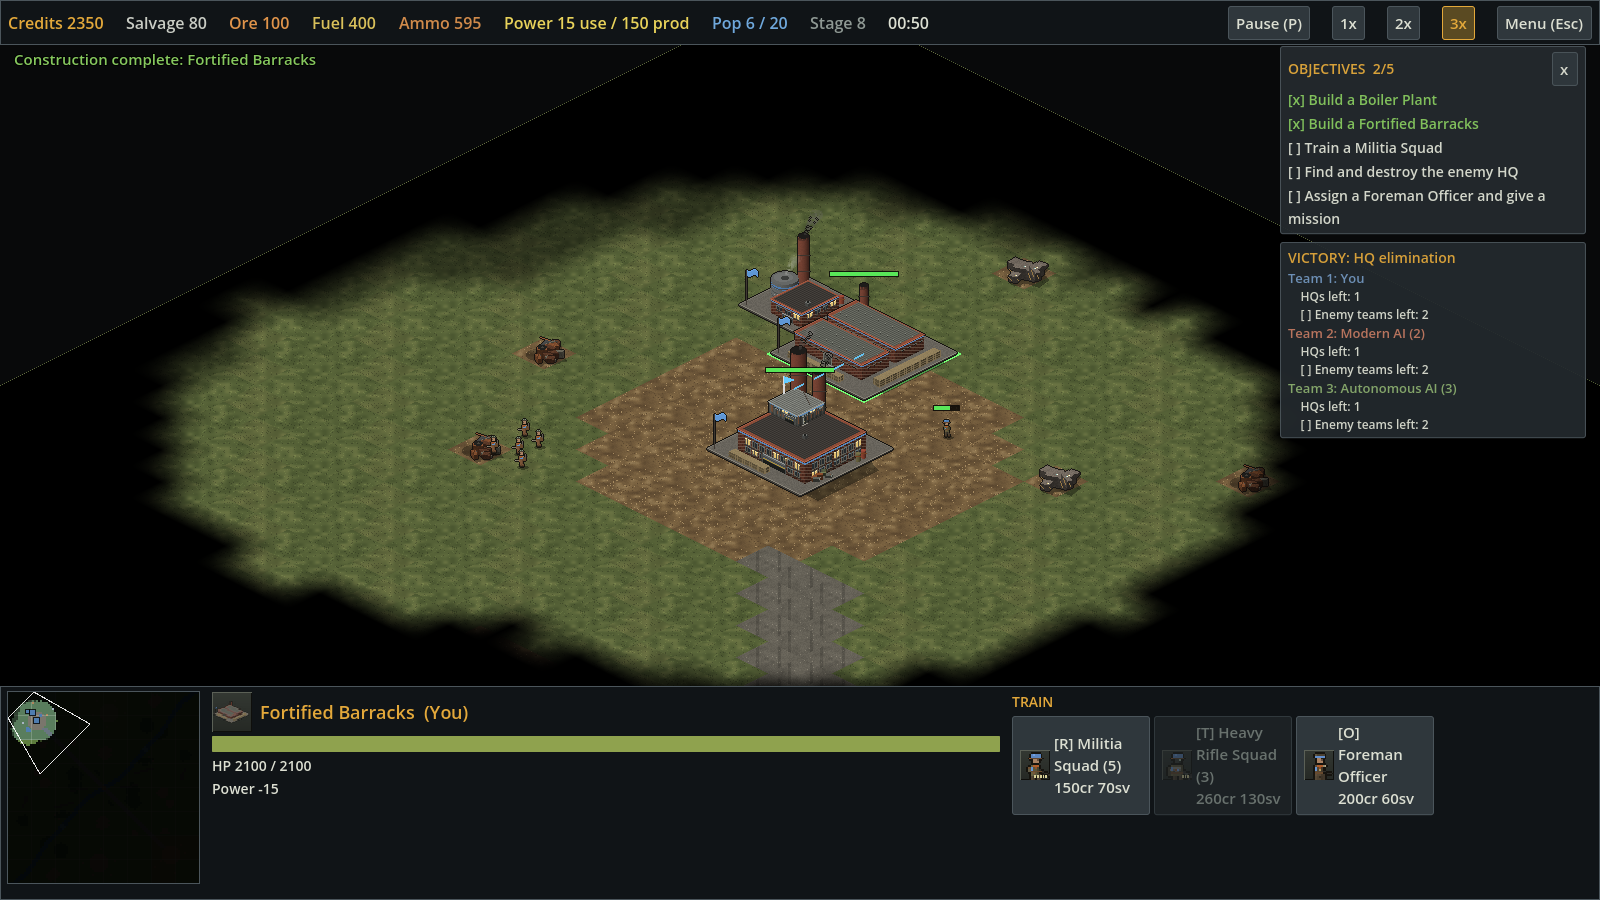 Credits 2350 Salvage 80 Ore 100 Fuel 400 Ammo 595 Power 15 use / 150 prod Pop 6 / 20 Stage 8 00:50 Pause (P) 1x 2x 3x Menu (Esc)
Construction complete: Fortified Barracks
OBJECTIVES 2/5 x
[x] Build a Boiler Plant
[x] Build a Fortified Barracks
[ ] Train a Militia Squad
[ ] Find and destroy the enemy HQ
[ ] Assign a Foreman Officer and give a
mission
VICTORY: HQ elimination
Team 1: You
HQs left: 1
[ ] Enemy teams left: 2
Team 2: Modern AI (2)
HQs left: 1
[ ] Enemy teams left: 2
Team 3: Autonomous AI (3)
HQs left: 1
[ ] Enemy teams left: 2
Fortified Barracks (You)
HP 2100 / 2100
Power -15
TRAIN
[R] Militia
Squad (5)
150cr 70sv
[T] Heavy
Rifle Squad
(3)
260cr 130sv
[O]
Foreman
Officer
200cr 60sv